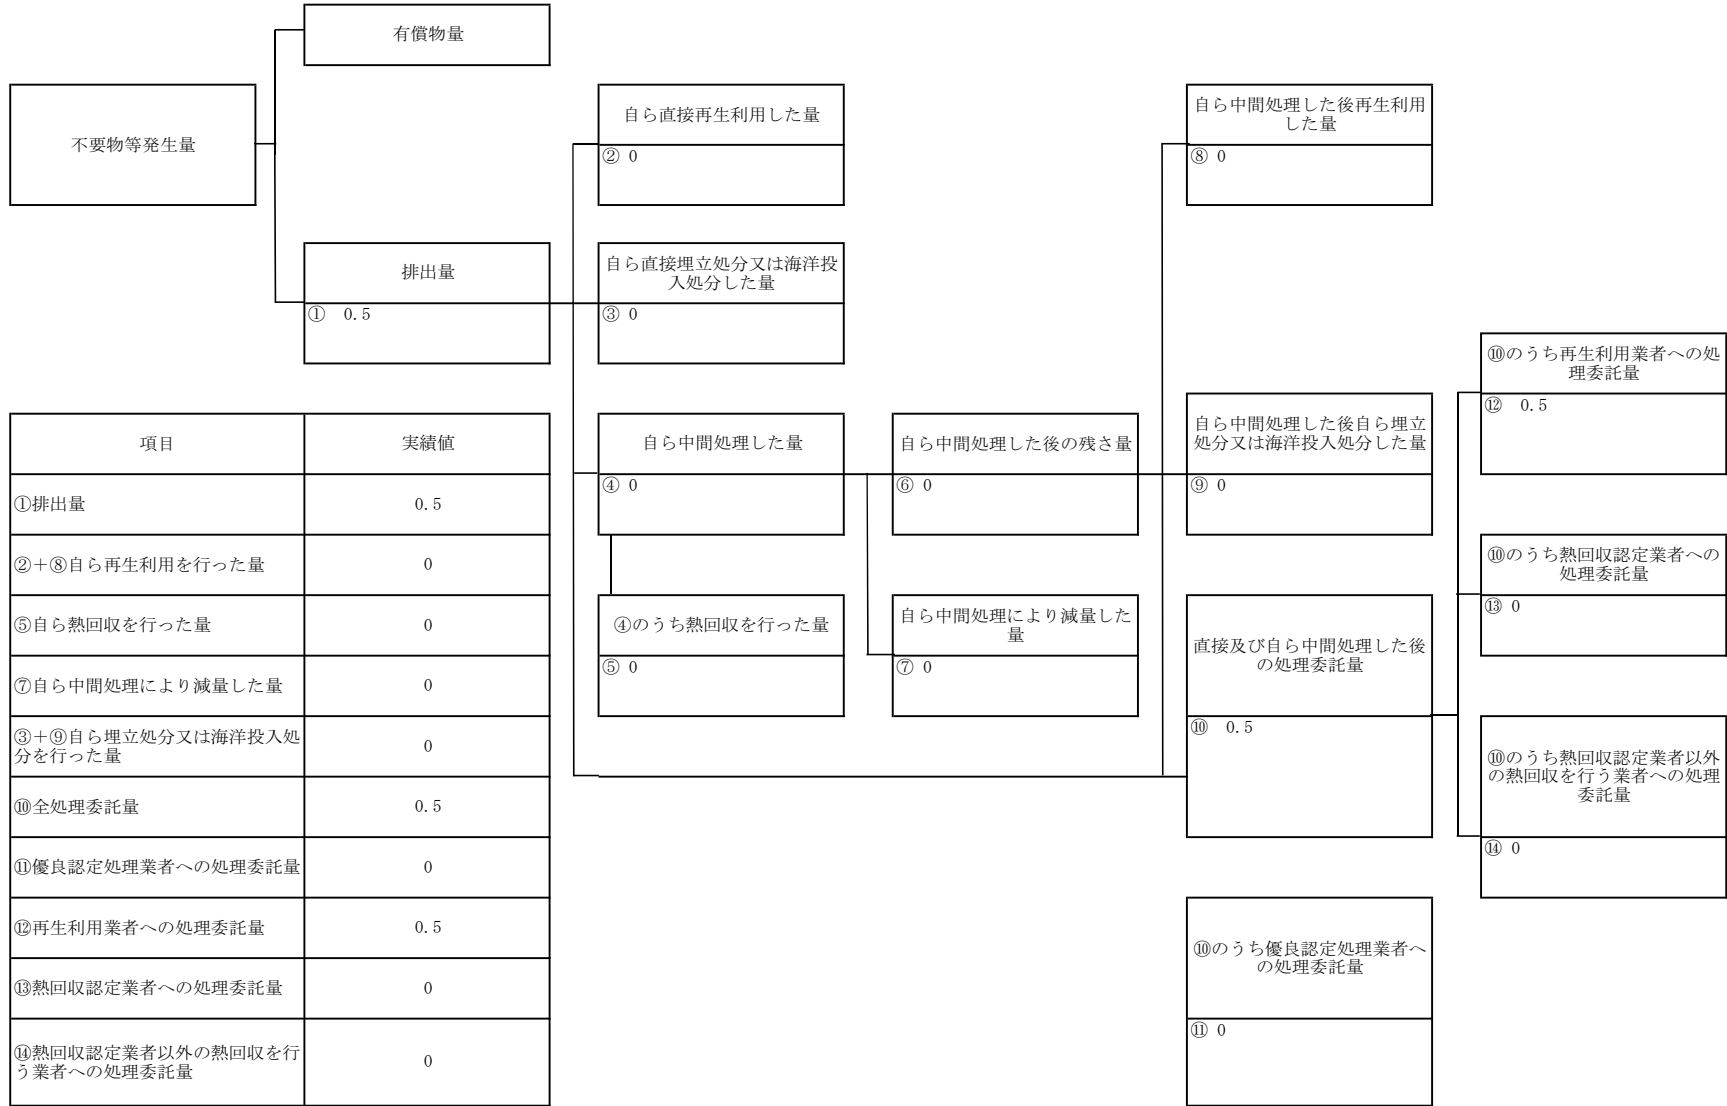 有償物量
不要物等発生量
自ら直接再生利用した量
② 0
自ら中間処理した後再生利用
した量
⑧ 0
排出量
① 0.5
自ら直接埋立処分又は海洋投
入処分した量
③ 0
⑩のうち再生利用業者への処
理委託量
⑫ 0.5
自ら中間処理した量
④ 0
自ら中間処理した後の残さ量
⑥ 0
自ら中間処理した後自ら埋立
処分又は海洋投入処分した量
⑨ 0
⑩のうち熱回収認定業者への
処理委託量
⑬ 0
④のうち熱回収を行った量
⑤ 0
自ら中間処理により減量した
量
⑦ 0
直接及び自ら中間処理した後
の処理委託量
⑩ 0.5
⑩のうち熱回収認定業者以外
の熱回収を行う業者への処理
委託量
⑭ 0
⑩のうち優良認定処理業者へ
の処理委託量
⑪ 0
項目 実績値
①排出量 0.5
②+⑧自ら再生利用を行った量 0
⑤自ら熱回収を行った量 0
⑦自ら中間処理により減量した量 0
③+⑨自ら埋立処分又は海洋投入処
分を行った量 0
⑩全処理委託量 0.5
⑪優良認定処理業者への処理委託量 0
⑫再生利用業者への処理委託量 0.5
⑬熱回収認定業者への処理委託量 0
⑭熱回収認定業者以外の熱回収を行
う業者への処理委託量 0